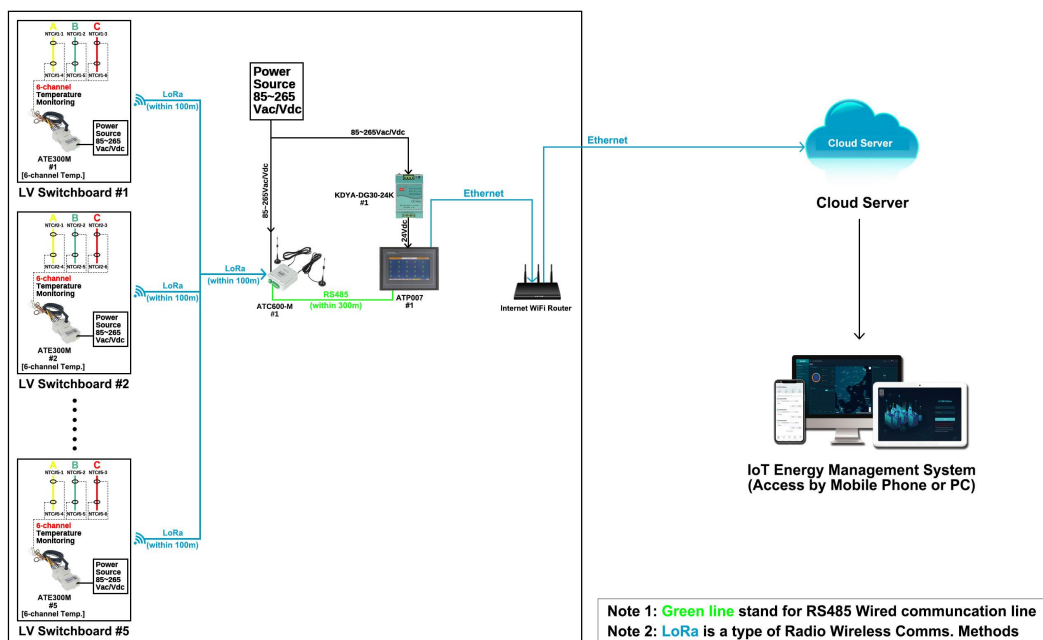 A B C
NTC#1-1 NTC#1-2 NTC#1-3
NTC#1-4 NTC#1-5 NTC#1-6
6-channel
Temperature
Monitoring
Power
Source
85~265
Vac/Vdc
ATE300M
#1
[6-channel Temp.]
LV Switchboard #1
LoRa
(within 100m)
A B C
NTC#2-1 NTC#2-2 NTC#2-3
NTC#2-4 NTC#2-5 NTC#2-6
6-channel
Temperature
Monitoring
Power
Source
85~265
Vac/Vdc
ATE300M
#2
[6-channel Temp.]
LV Switchboard #2
LoRa
(within 100m)
A B C
NTC#5-1 NTC#5-2 NTC#5-3
NTC#5-4 NTC#5-5 NTC#5-6
6-channel
Temperature
Monitoring
Power
Source
85~265
Vac/Vdc
ATE300M
#5
[6-channel Temp.]
LV Switchboard #5
LoRa
(within 100m)
LoRa
(within 100m)
Power
Source
85~265
Vac/Vdc
85~265Vac/Vdc
85~265Vac/Vdc
KDYA-DG30-24K
#1
24Vdc
ATC600-M
#1
RS485
(within 300m)
ATP007
#1
Ethernet
Internet WiFi Router
Ethernet
Cloud Server
Cloud Server
IoT Energy Management System
(Access by Mobile Phone or PC)
Note 1: Green line stand for RS485 Wired communcation line
Note 2: LoRa is a type of Radio Wireless Comms. Methods